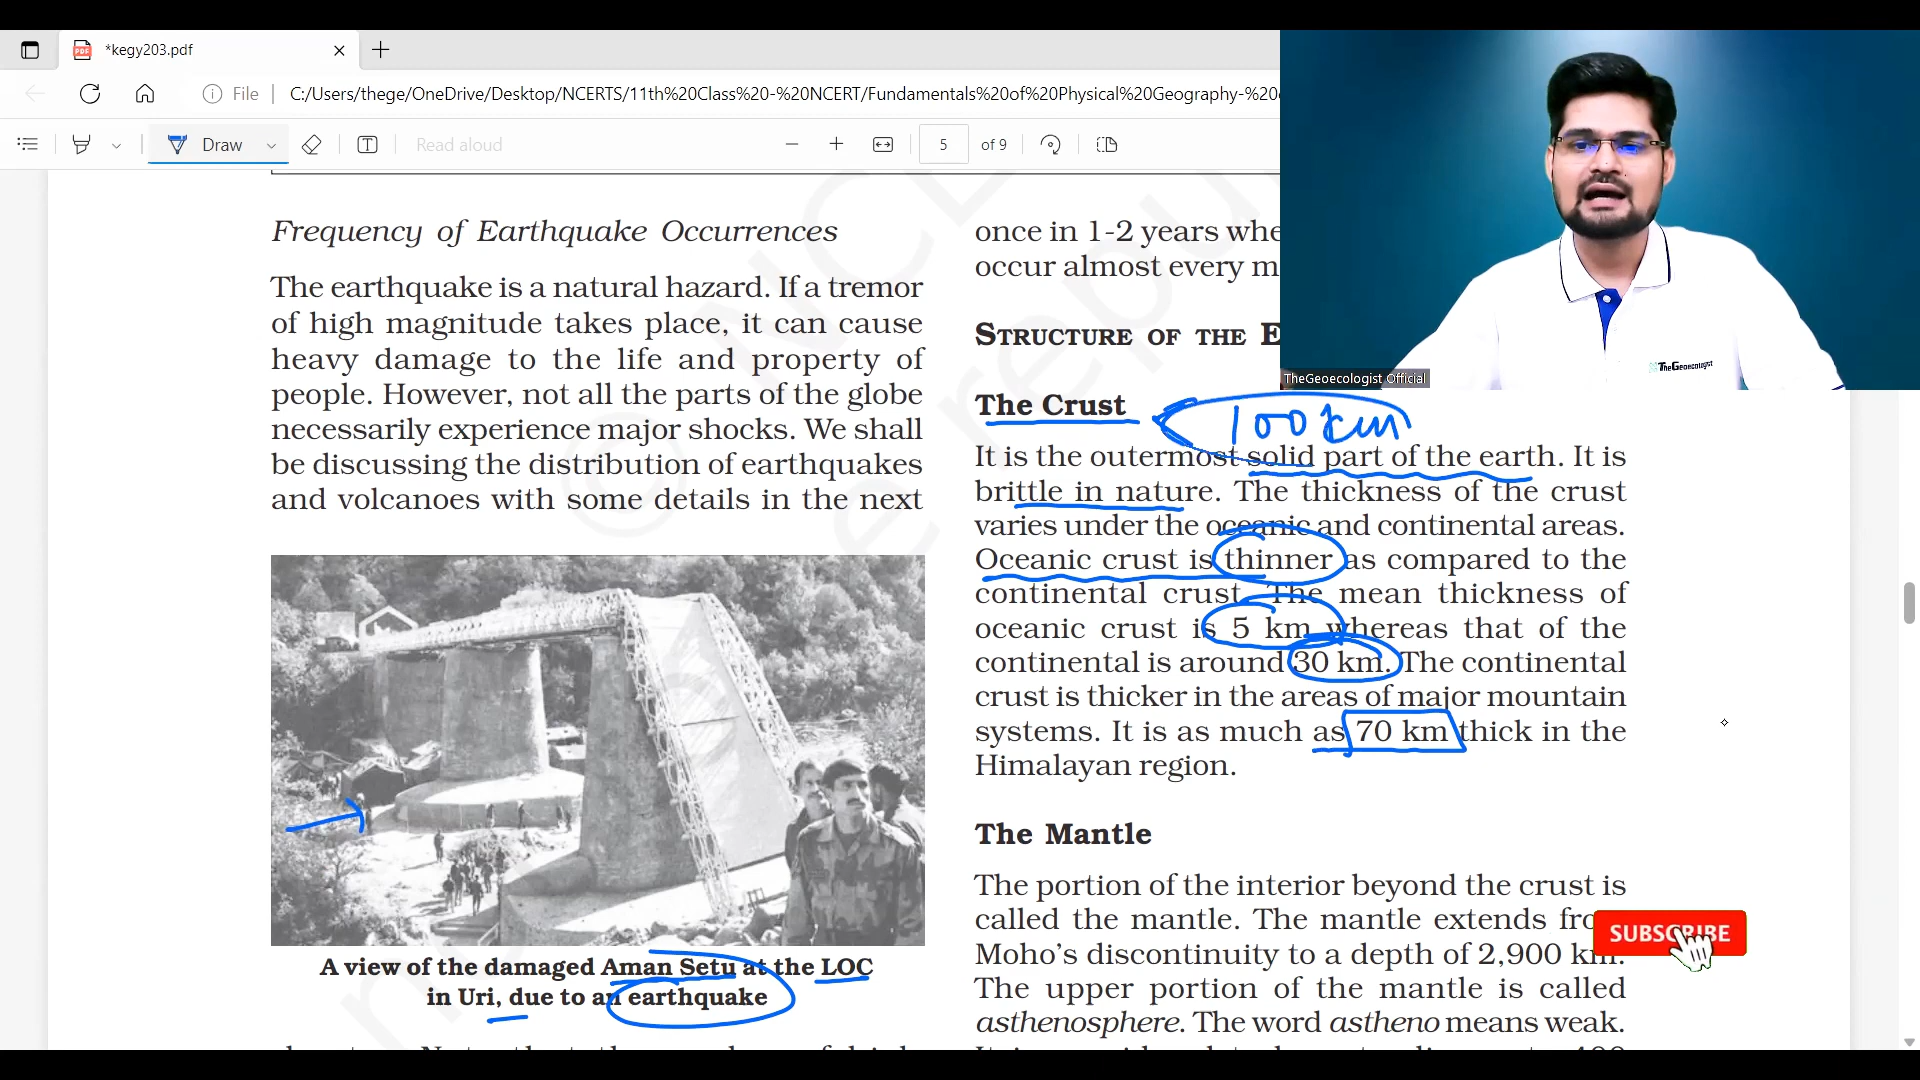 *kegy203.pdf
File
C:/Users/thege/OneDrive/Desktop/NCERTS/11th%20Class%20-%20NCERT/Fundamentals%20of%20Physical%20Geography-%20
Draw
Read aloud
5 of 9
TheGeoecologist
TheGeoecologist Official
Frequency of Earthquake Occurrences
The earthquake is a natural hazard. If a tremor
of high magnitude takes place, it can cause
heavy damage to the life and property of
people. However, not all the parts of the globe
necessarily experience major shocks. We shall
be discussing the distribution of earthquakes
and volcanoes with some details in the next
A view of the damaged Aman Setu at the LOC
in Uri, due to an earthquake
once in 1-2 years whe
occur almost every m
STRUCTURE OF THE E
The Crust
100 km
It is the outermost solid part of the earth. It is
brittle in nature. The thickness of the crust
varies under the oceanic and continental areas.
Oceanic crust is thinner as compared to the
continental crust. The mean thickness of
oceanic crust is 5 km whereas that of the
continental is around 30 km. The continental
crust is thicker in the areas of major mountain
systems. It is as much as 70 km thick in the
Himalayan region.
The Mantle
The portion of the interior beyond the crust is
called the mantle. The mantle extends from
Moho's discontinuity to a depth of 2,900 km.
The upper portion of the mantle is called
asthenosphere. The word astheno means weak.
SUBSCRIBE